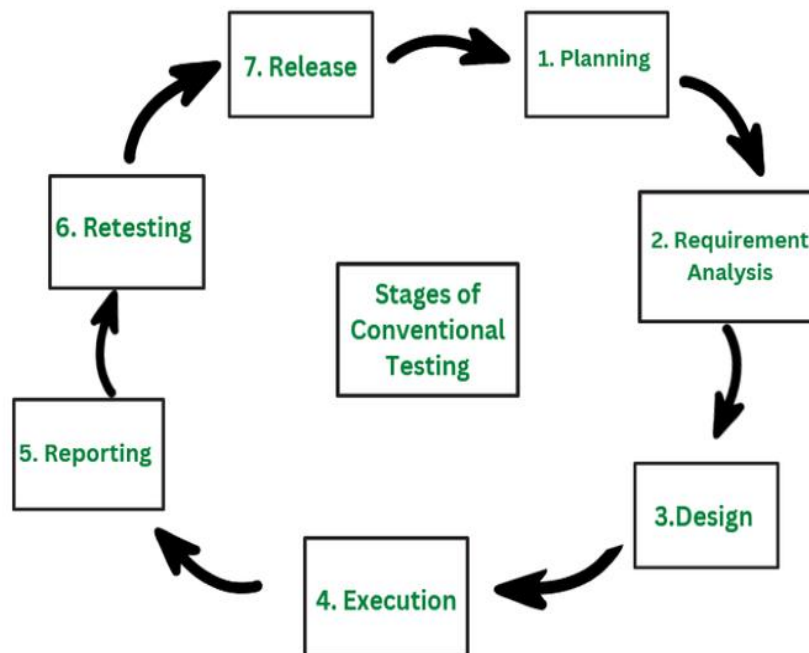 7. Release
1. Planning
2. Requirement
Analysis
3.Design
4. Execution
5. Reporting
6. Retesting
Stages of
Conventional
Testing